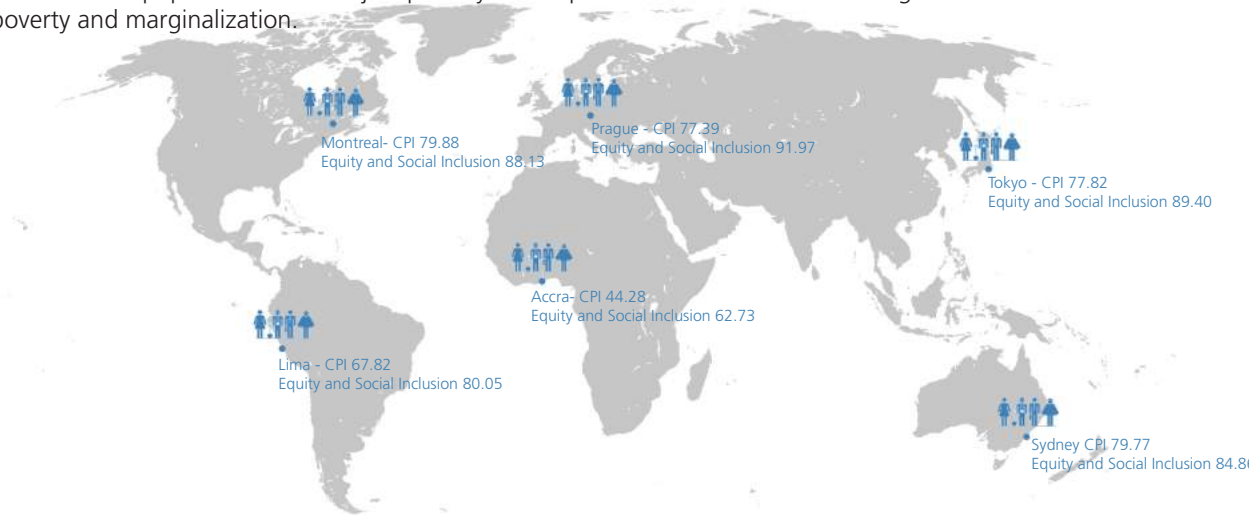 poverty and marginalization.
Montreal- CPI 79.88
Equity and Social Inclusion 88.13
Prague - CPI 77.39
Equity and Social Inclusion 91.97
Tokyo - CPI 77.82
Equity and Social Inclusion 89.40
Accra- CPI 44.28
Equity and Social Inclusion 62.73
Lima - CPI 67.82
Equity and Social Inclusion 80.05
Sydney CPI 79.77
Equity and Social Inclusion 84.86